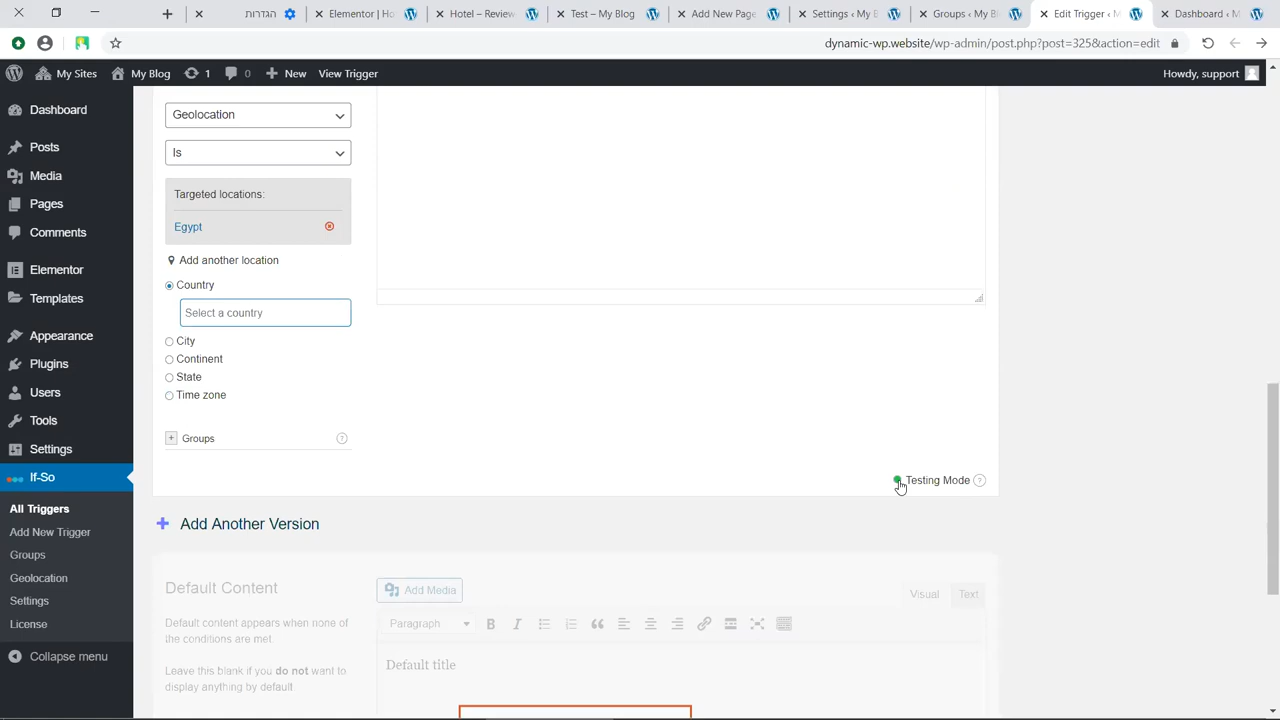 הגדרות
Elementor | Ho
Hotel – Review
Test – My Blog
Add New Page
Settings ‹ My B
Groups ‹ My Bl
Edit Trigger ‹ M
Dashboard ‹ M
dynamic-wp.website/wp-admin/post.php?post=325&action=edit
My Sites My Blog 1 0 New View Trigger Howdy, support
Dashboard
Posts
Media
Pages
Comments
Elementor
Templates
Appearance
Plugins
Users
Tools
Settings
If-So
All Triggers
Add New Trigger
Groups
Geolocation
Settings
License
Collapse menu
Geolocation
Is
Targeted locations:
Egypt
Add another location
Country
Select a country
City
Continent
State
Time zone
+ Groups ?
Testing Mode ?
+ Add Another Version
Default Content
Default content appears when none of
the conditions are met.
Leave this blank if you do not want to
display anything by default
Add Media
Visual Text
Paragraph
Default title